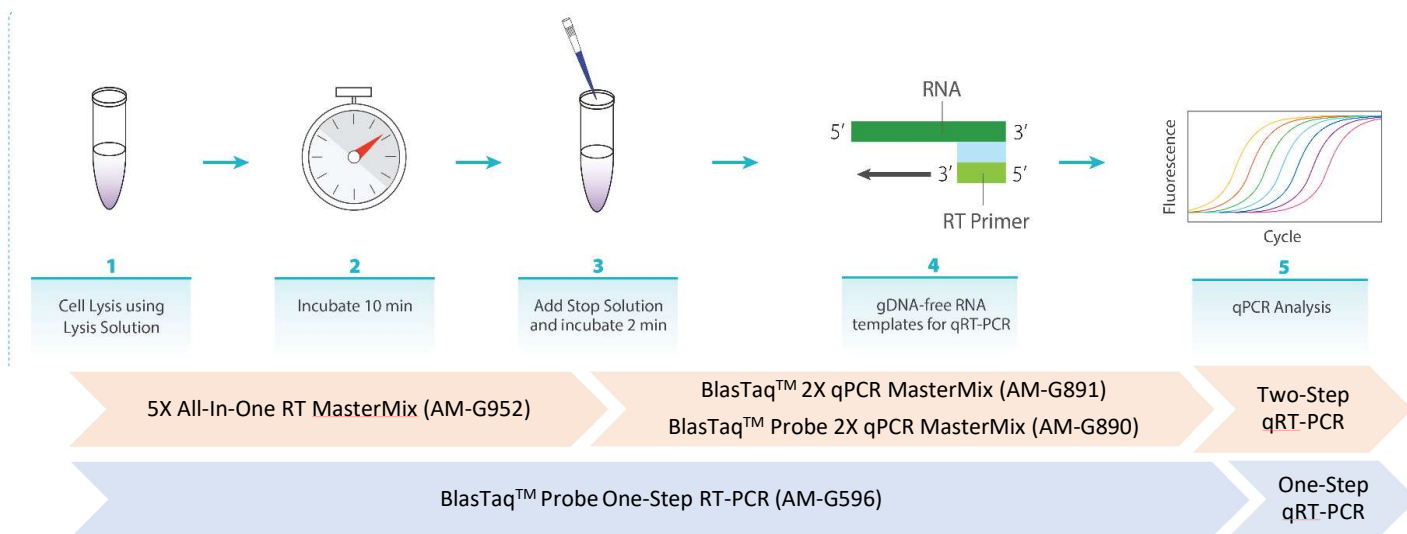 RNA
5′
3′
3′
5′
RT Primer
Fluorescence
Cycle
1
Cell Lysis using
Lysis Solution
2
Incubate 10 min
3
Add Stop Solution
and incubate 2 min
4
gDNA-free RNA
templates for qRT-PCR
5
qPCR Analysis
5X All-In-One RT MasterMix (AM-G952)
BlasTaq™ 2X qPCR MasterMix (AM-G891)
BlasTaq™ Probe 2X qPCR MasterMix (AM-G890)
Two-Step
qRT-PCR
BlasTaq™ Probe One-Step RT-PCR (AM-G596)
One-Step
qRT-PCR